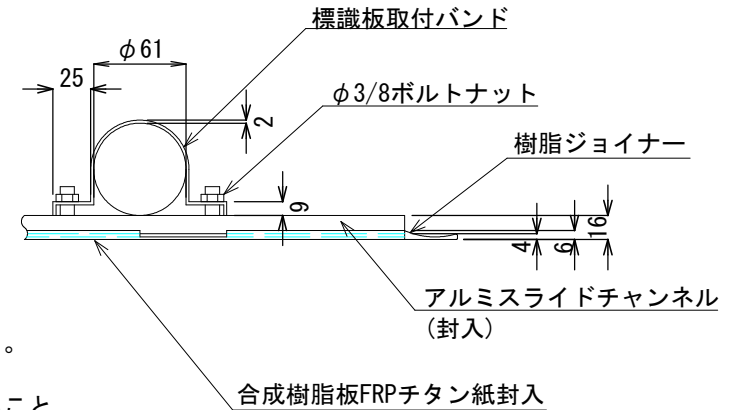 標識板取付バンド
φ61
25
φ3/8ボルトナット
2
樹脂ジョイナー
9
16
4
6
アルミスライドチャンネル
(封入)
。
合成樹脂板FRPチタン紙封入
こと